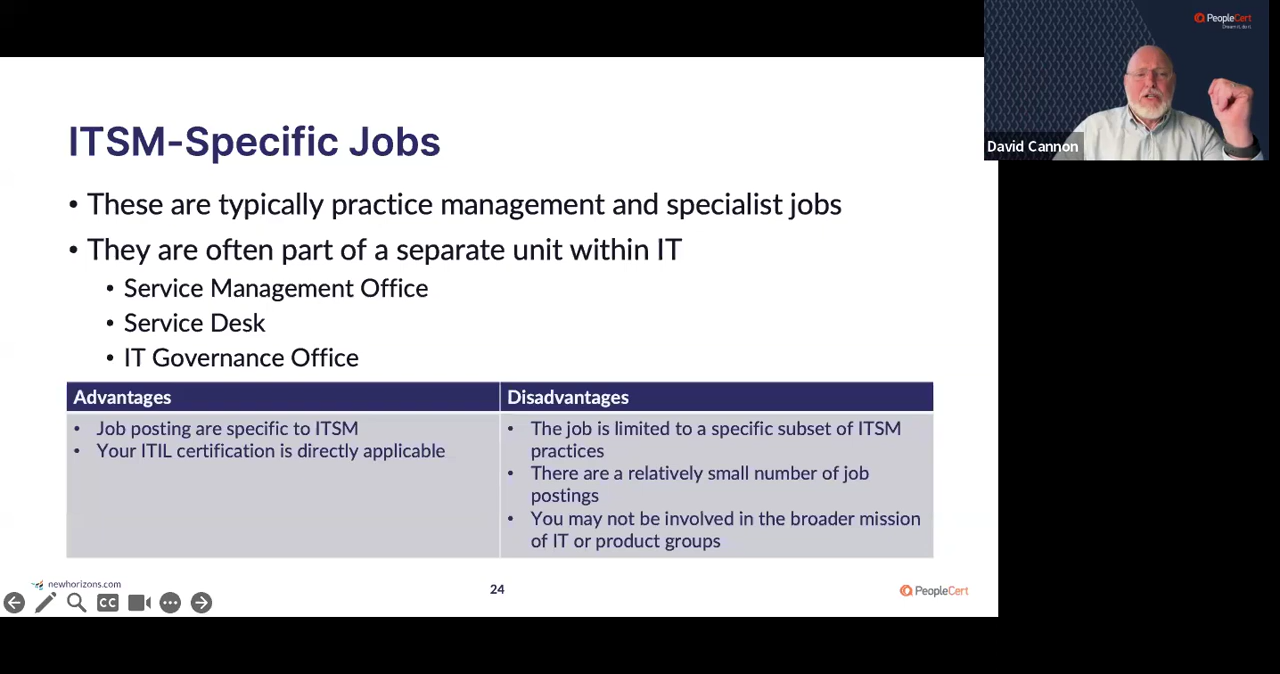 PeopleCert
David Cannon
ITSM-Specific Jobs
• These are typically practice management and specialist jobs
• They are often part of a separate unit within IT
• Service Management Office
• Service Desk
• IT Governance Office
Advantages
• Job posting are specific to ITSM
• Your ITIL certification is directly applicable
Disadvantages
• The job is limited to a specific subset of ITSM
practices
• There are a relatively small number of job
postings
• You may not be involved in the broader mission
of IT or product groups
newhorizons.com
24
PeopleCert
CC